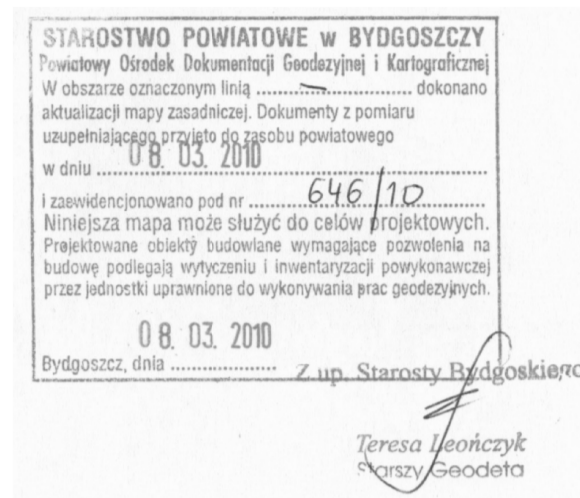 STAROSTWO POWIATOWE w BYDGOSZCZY
Powiatowy Ośrodek Dokumentacji Geodezyjnej i Kartograficznej
W obszarze oznaczonym linią .................. dokonano
aktualizacji mapy zasadniczej. Dokumenty z pomiaru
uzupełniającego przyjęto do zasobu powiatowego
w dniu 08. 03. 2010
i zaewidencjonowano pod nr 646/10
Niniejsza mapa może służyć do celów projektowych.
Projektowane obiekty budowlane wymagające pozwolenia na
budowę podlegają wytyczeniu i inwentaryzacji powykonawczej
przez jednostki uprawnione do wykonywania prac geodezyjnych.
Bydgoszcz, dnia 08. 03. 2010
Z up. Starosty Bydgoskiego
Teresa Leończyk
Starszy Geodeta